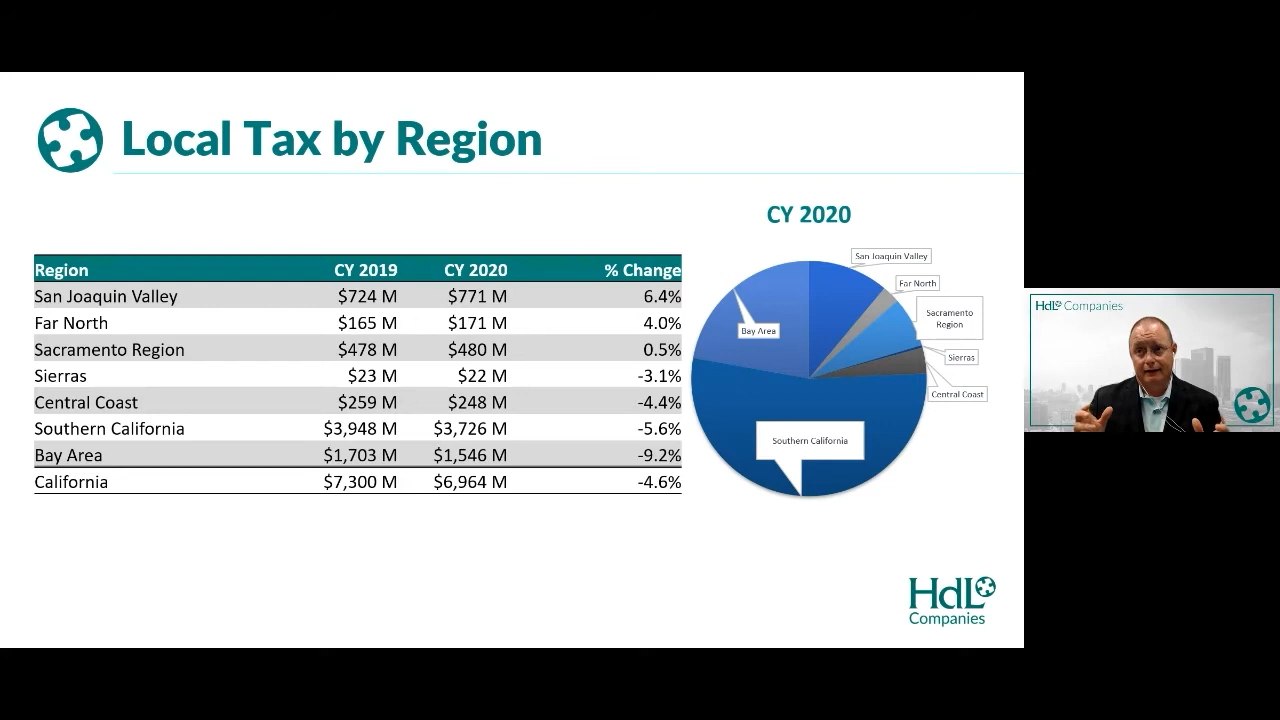 Local Tax by Region
CY 2020
Region CY 2019 CY 2020 % Change
San Joaquin Valley $724 M $771 M 6.4%
Far North $165 M $171 M 4.0%
Sacramento Region $478 M $480 M 0.5%
Sierras $23 M $22 M -3.1%
Central Coast $259 M $248 M -4.4%
Southern California $3,948 M $3,726 M -5.6%
Bay Area $1,703 M $1,546 M -9.2%
California $7,300 M $6,964 M -4.6%
San Joaquin Valley
Far North
Sacramento
Region
Bay Area
Sierras
Central Coast
Southern California
HdL
Companies
HdL Companies